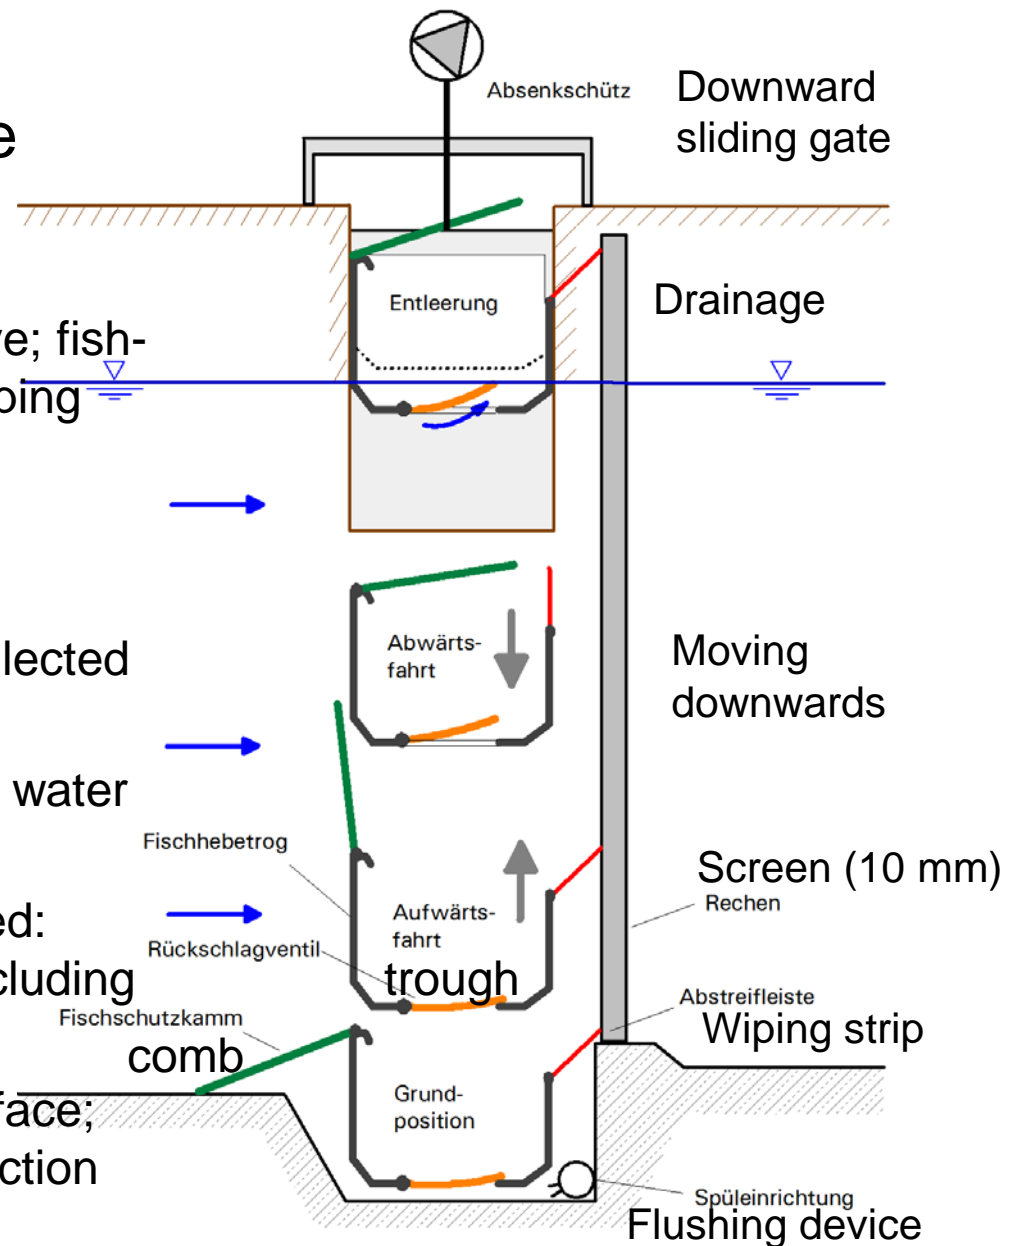 Absenkschütz
Downward
sliding gate
e
Entleerung
Drainage
ve; fish-
ping
Abwärts-
fahrt
Moving
downwards
lected
water
Fischhebetrog
Screen (10 mm)
Rechen
Aufwärts-
fahrt
ed:
Rückschlagventil
trough
cluding
Abstreifleiste
Wiping strip
Fischschutzkamm
comb
Grund-
position
face;
ction
Spüleinrichtung
Flushing device